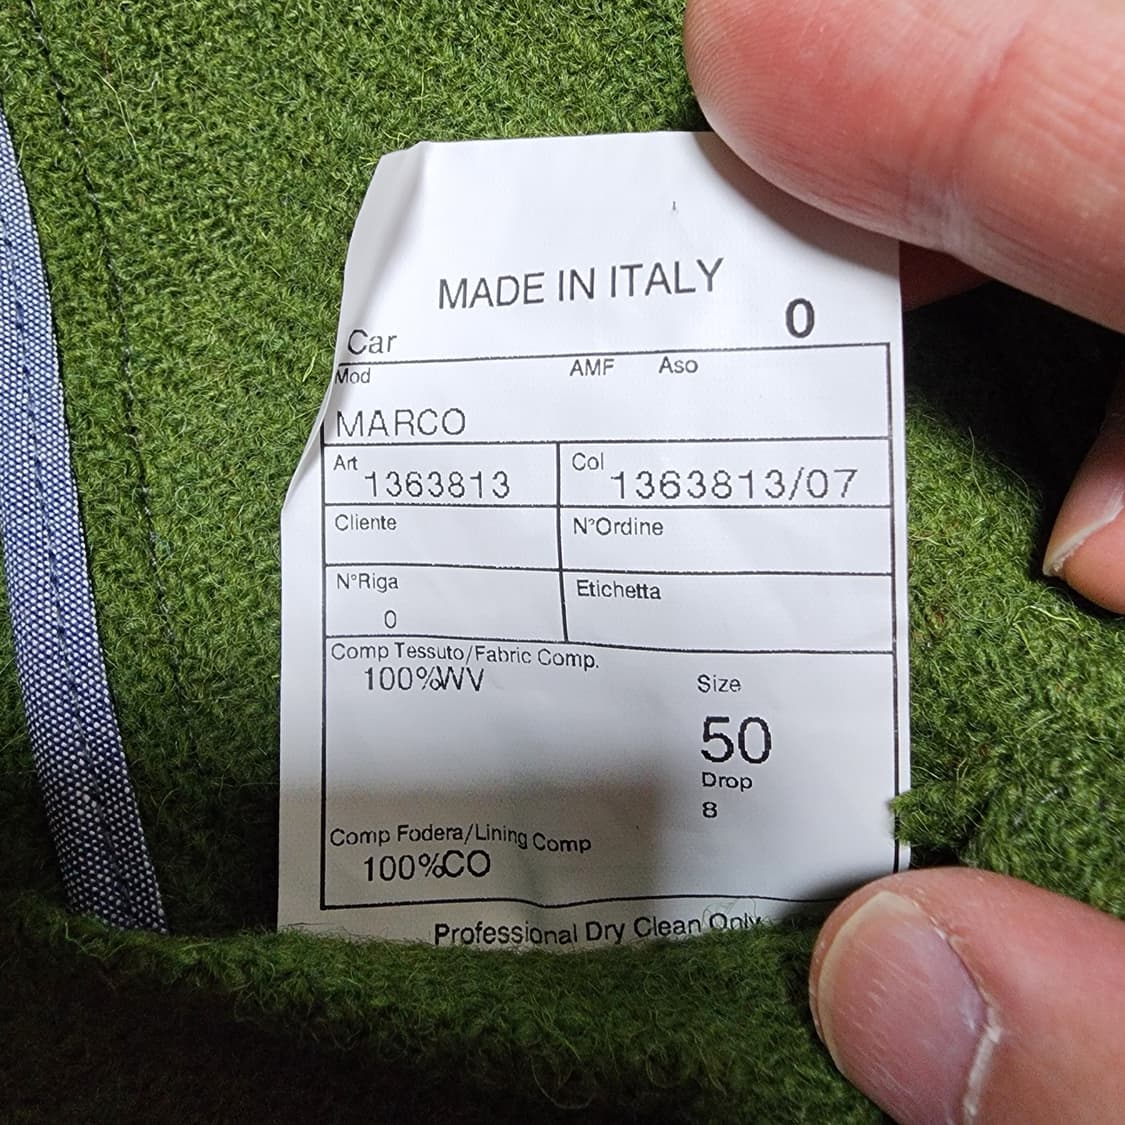 MADE IN ITALY
Car 0
Mod AMF Aso
MARCO
Art 1363813 Col 1363813/07
Cliente N°Ordine
N°Riga Etichetta
0
Comp Tessuto/Fabric Comp.
100%WV Size
50
Drop
8
Comp Fodera/Lining Comp
100%CO
Professional Dry Clean Only